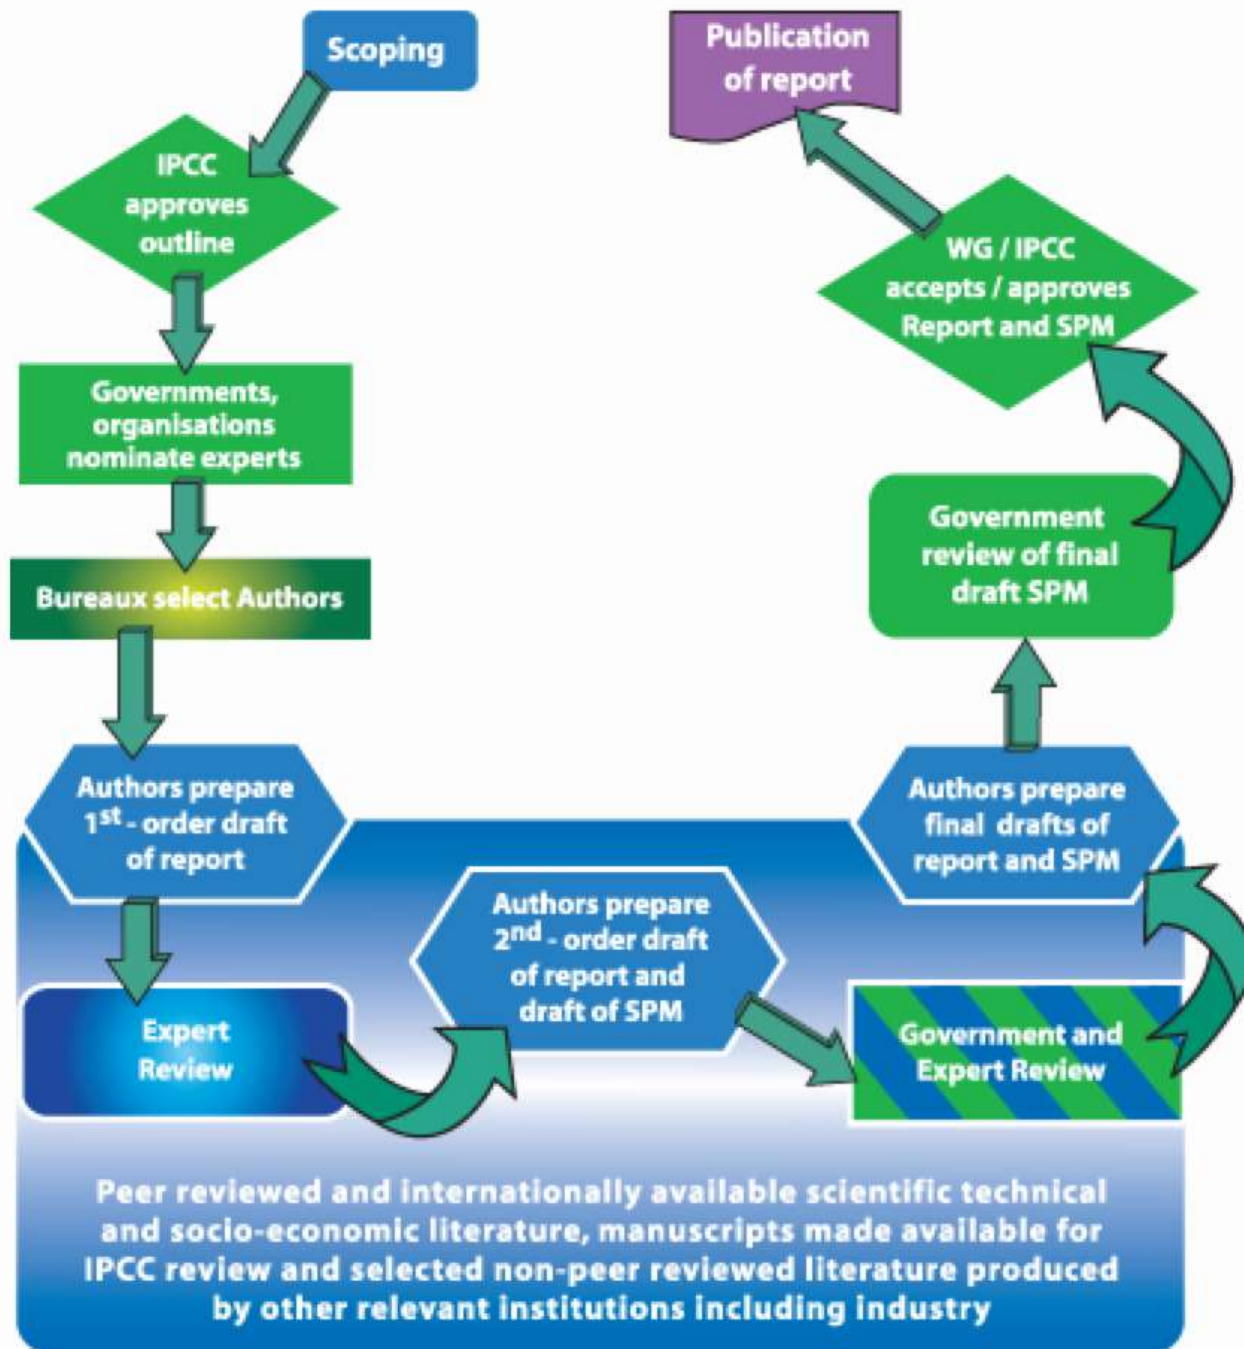 Scoping
IPCC
approves
outline
Governments,
organisations
nominate experts
Bureaux select Authors
Authors prepare
1st - order draft
of report
Expert
Review
Authors prepare
2nd - order draft
of report and
draft of SPM
Government and
Expert Review
Authors prepare
final drafts of
report and SPM
Government
review of final
draft SPM
WG / IPCC
accepts / approves
Report and SPM
Publication
of report
Peer reviewed and internationally available scientific technical
and socio-economic literature, manuscripts made available for
IPCC review and selected non-peer reviewed literature produced
by other relevant institutions including industry